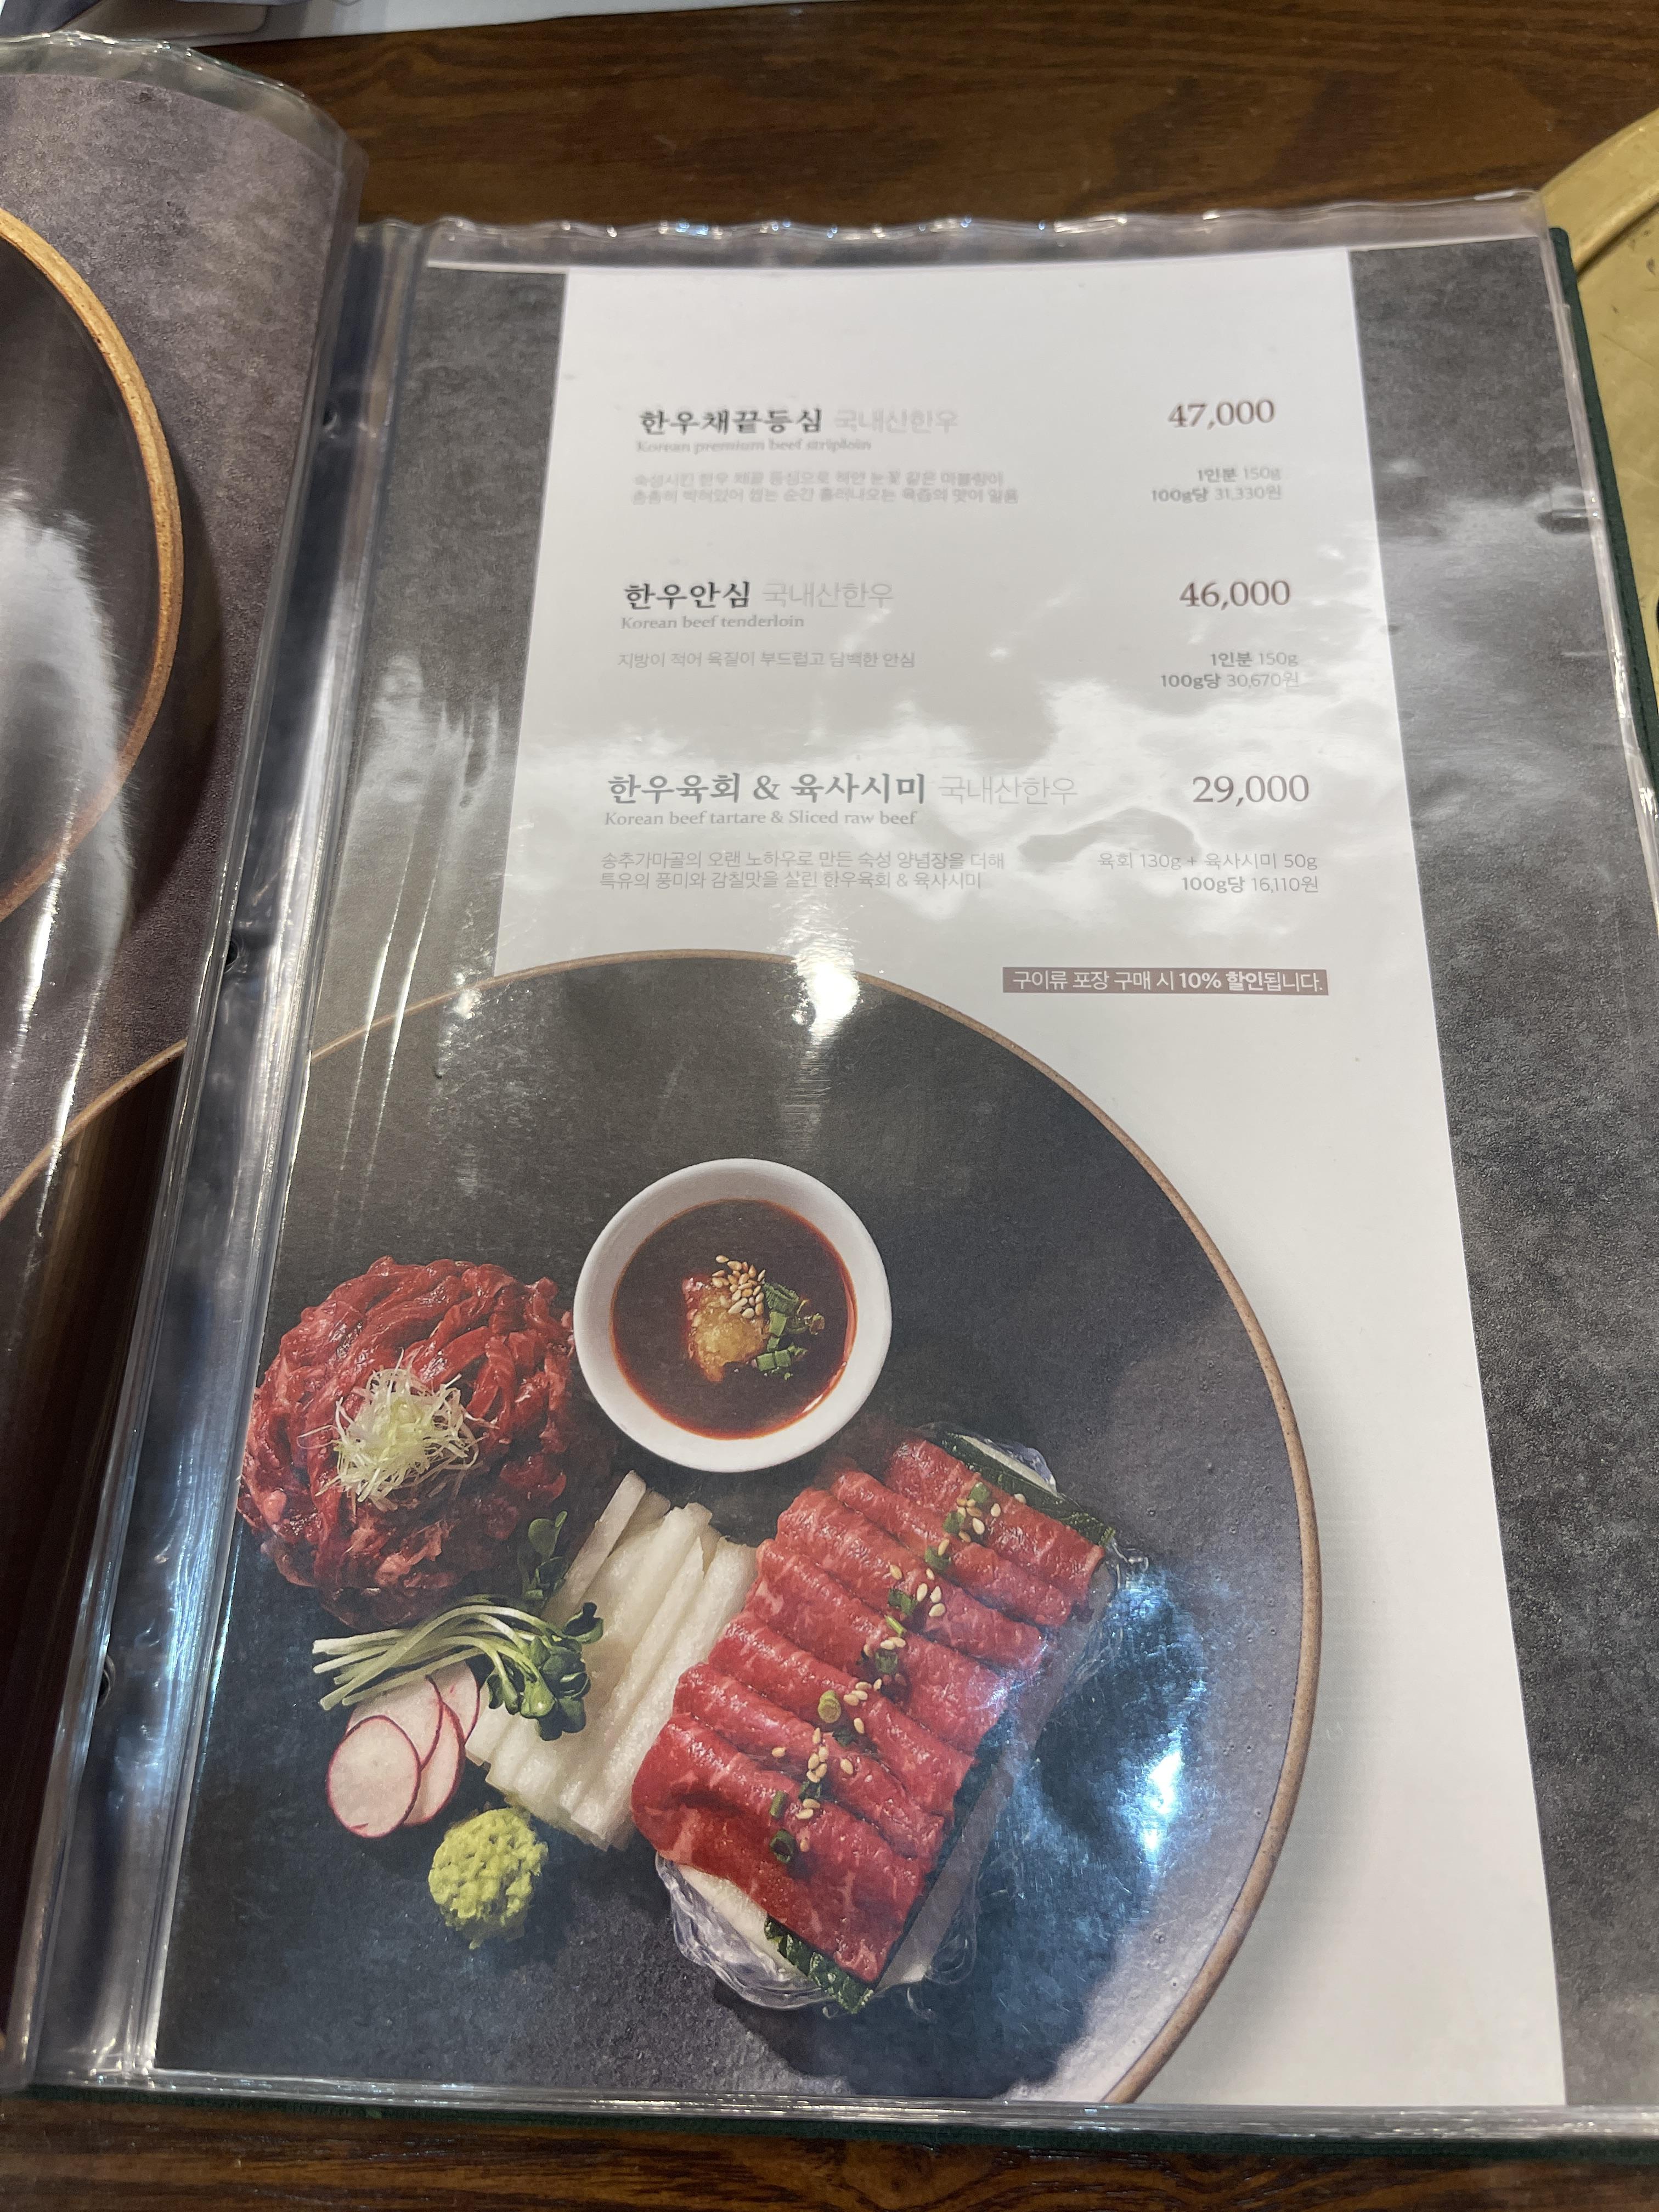 한우채끝등심 국내산한우 47,000
Korean premium beef striploin
숙성시킨 한우 채끝 등심으로 하얀 눈꽃 같은 마블링이 1인분 150g
촘촘히 박혀있어 씹는 순간 흘러나오는 육즙의 맛이 일품 100g당 31,330원
한우안심 국내산한우 46,000
Korean beef tenderloin
지방이 적어 육질이 부드럽고 담백한 안심 1인분 150g
100g당 30,670원
한우육회 & 육사시미 국내산한우 29,000
Korean beef tartare & Sliced raw beef
송추가마골의 오랜 노하우로 만든 숙성 양념장을 더해 육회 130g + 육사시미 50g
특유의 풍미와 감칠맛을 살린 한우육회 & 육사시미 100g당 16,110원
구이류 포장 구매 시 10% 할인됩니다.